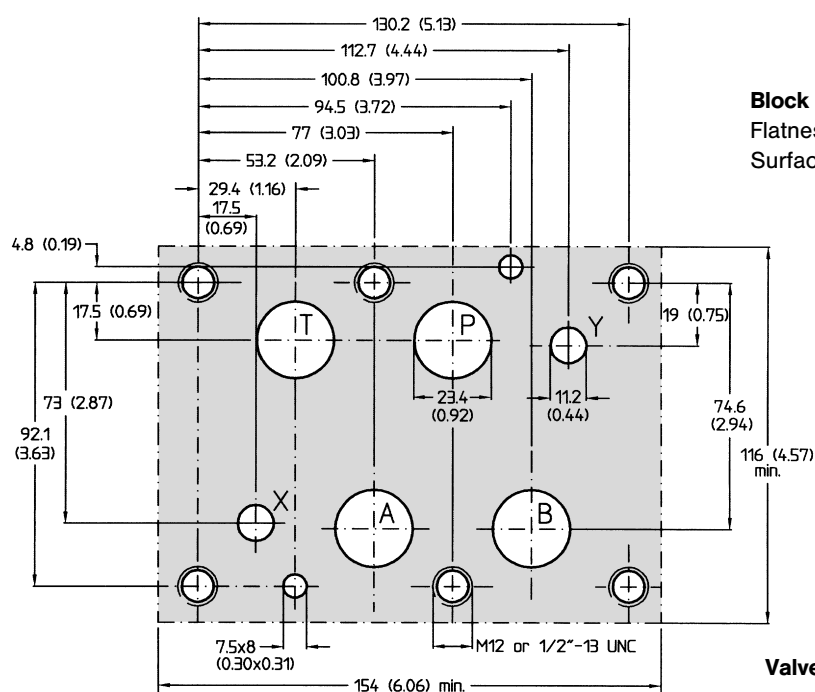 130.2 (5.13)
112.7 (4.44)
100.8 (3.97)
94.5 (3.72)
77 (3.03)
53.2 (2.09)
29.4 (1.16)
17.5
(0.69)
4.8 (0.19)
Block
Flatnes
Surfac
17.5 (0.69)
T
P
Y
19 (0.75)
73 (2.87)
23.4
(0.92)
11.2
(0.44)
74.6
(2.94)
92.1
(3.63)
116 (4.57)
min.
X
A
B
7.5x8
(0.30x0.31)
M12 or 1/2"-13 UNC
154 (6.06) min.
Valve